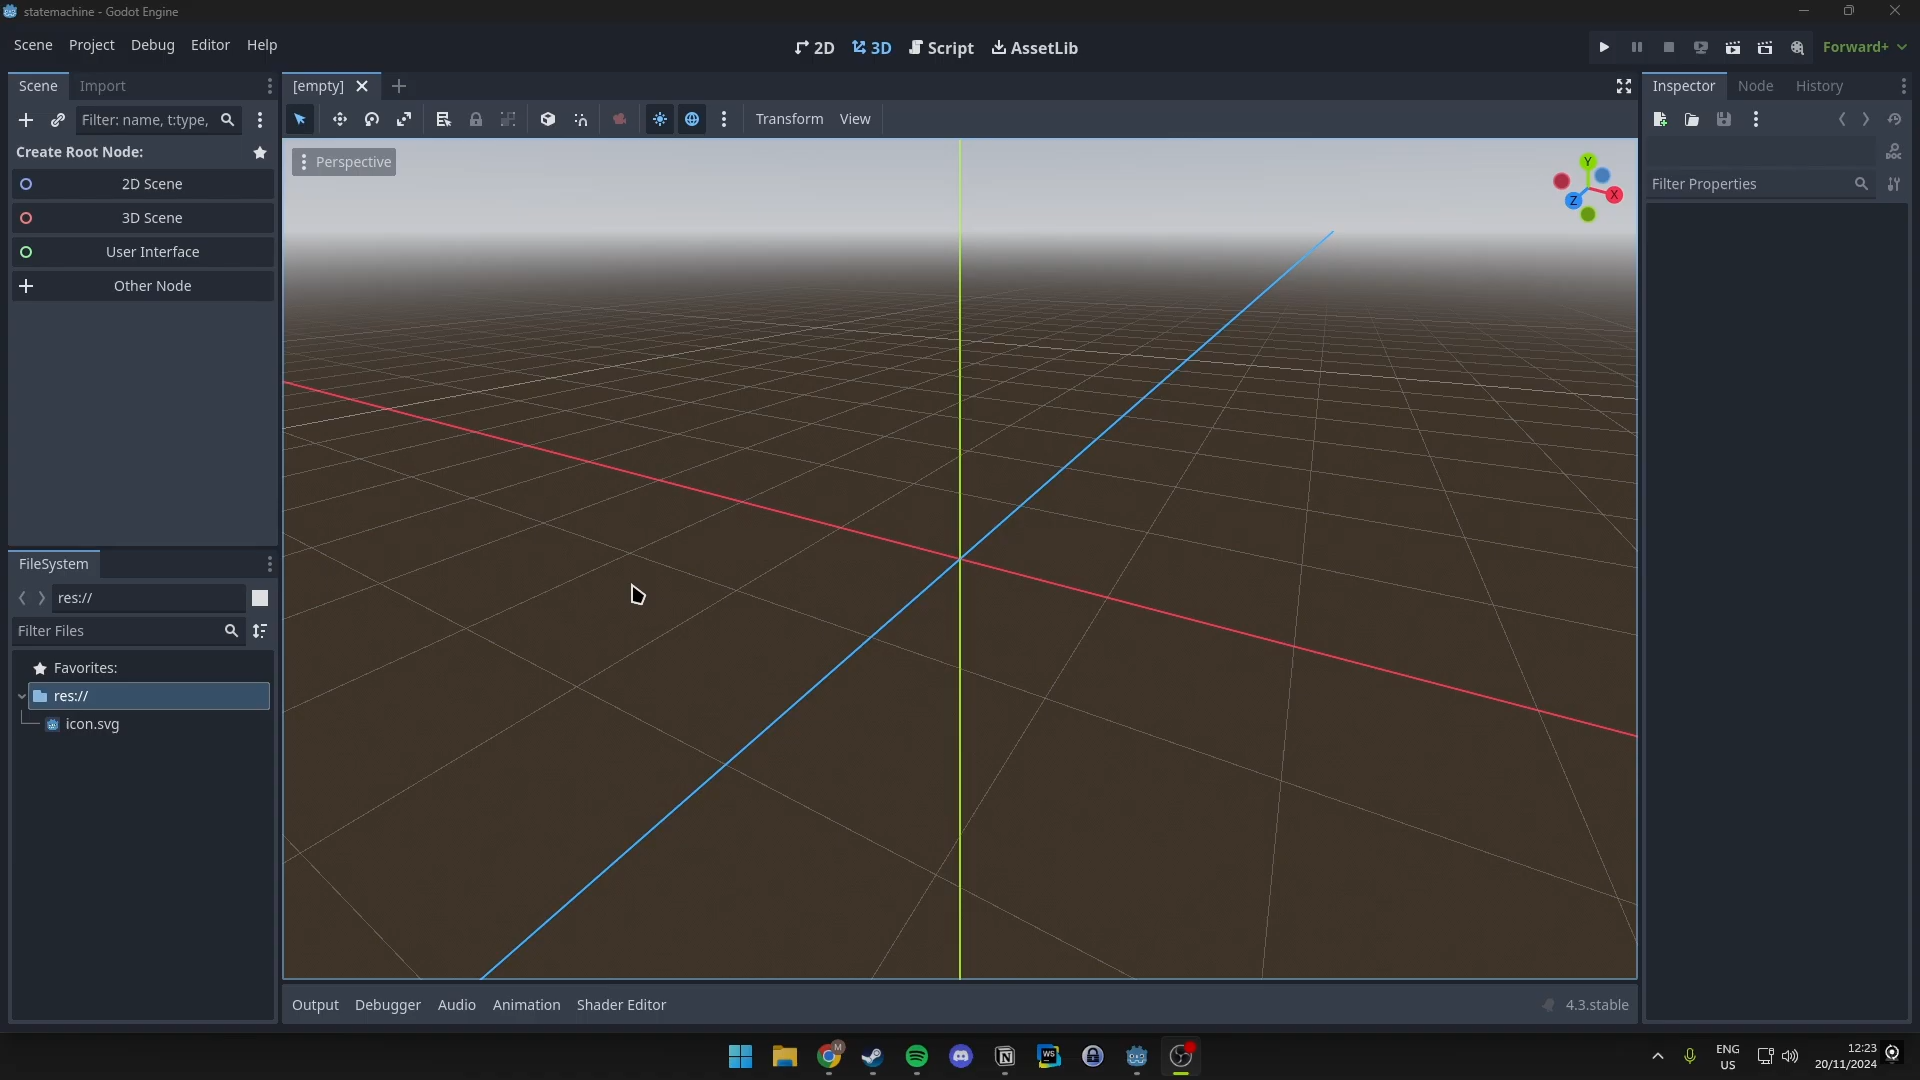 statemachine - Godot Engine
Scene Project Debug Editor Help
2D 3D Script AssetLib
Forward+
Scene Import
[empty]
Inspector Node History
Filter: name, t:type,
Transform View
Create Root Node:
DOC
2D Scene
Perspective
Filter Properties
3D Scene
User Interface
Other Node
Y
X
Z
FileSystem
res://
Filter Files
Favorites:
res://
icon.svg
Output Debugger Audio Animation Shader Editor
4.3.stable
M
WS
ENG
US
12:23
20/11/2024